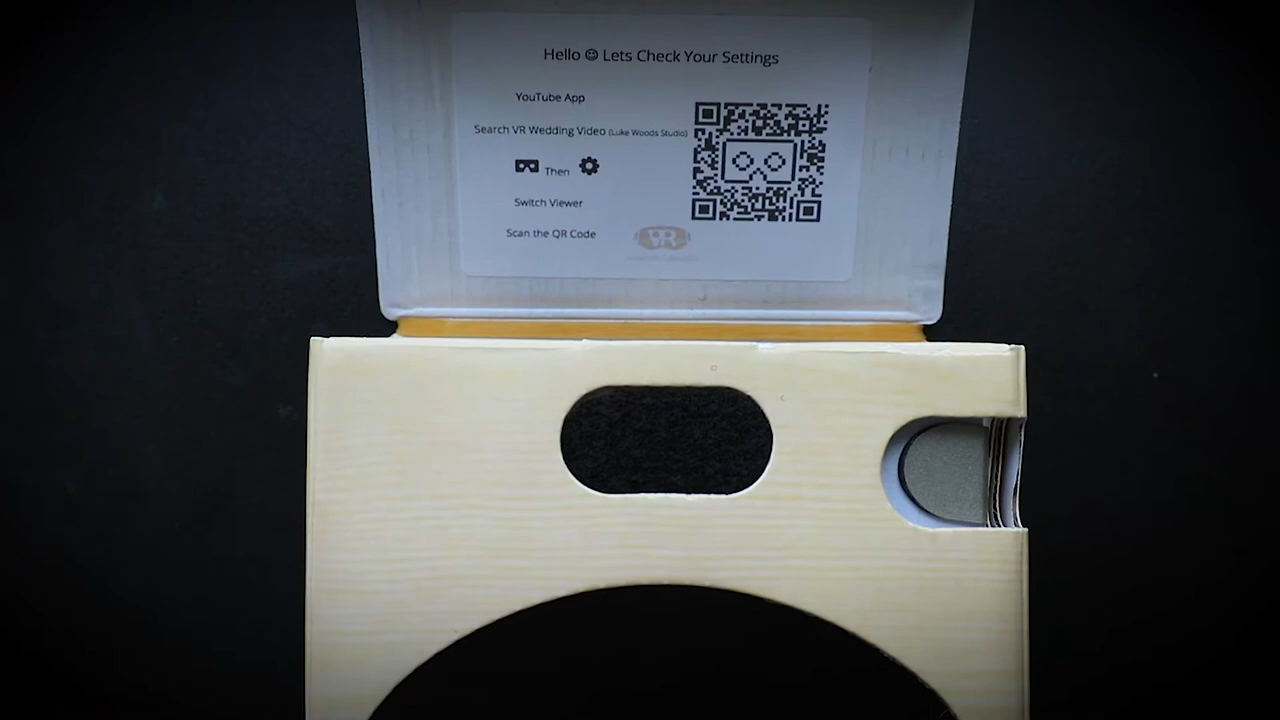 Hello ☺ Lets Check Your Settings
YouTube App
Search VR Wedding Video (Luke Woods Studio)
Then
Switch Viewer
Scan the QR Code
VR